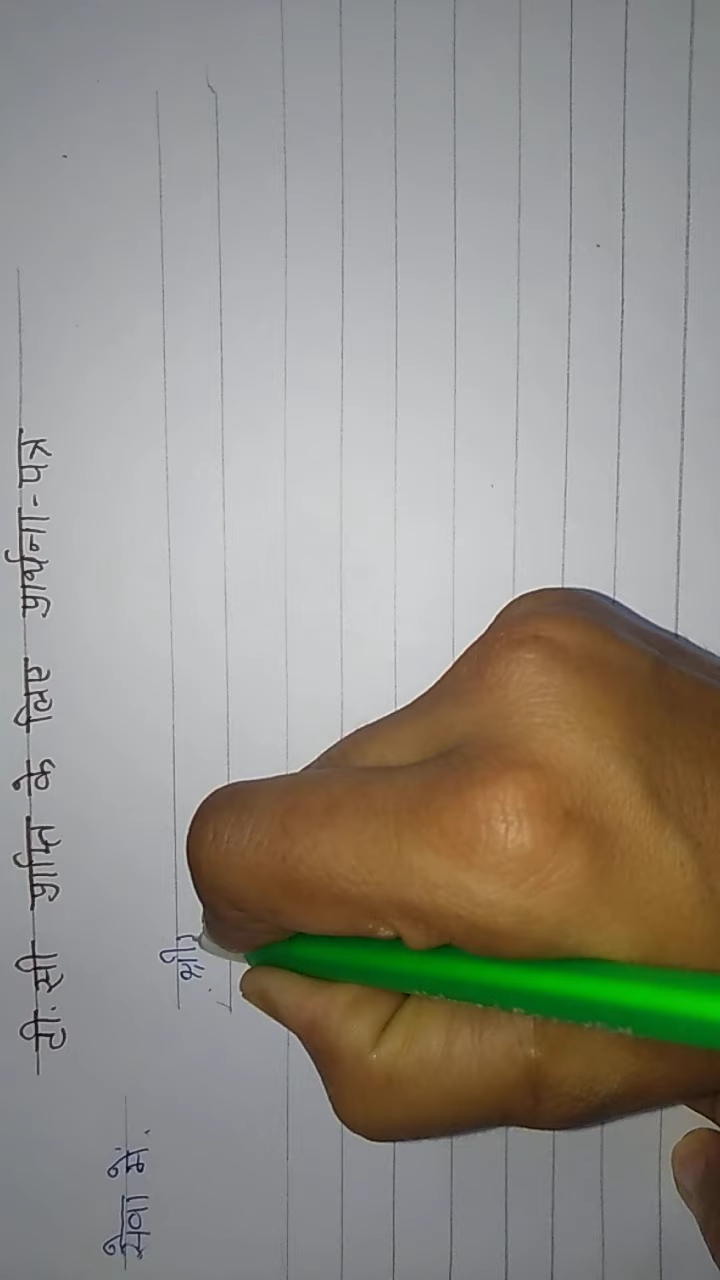 टी.सी प्राप्ति के लिए प्रार्थना-पत्र
सेवा में.
श्री